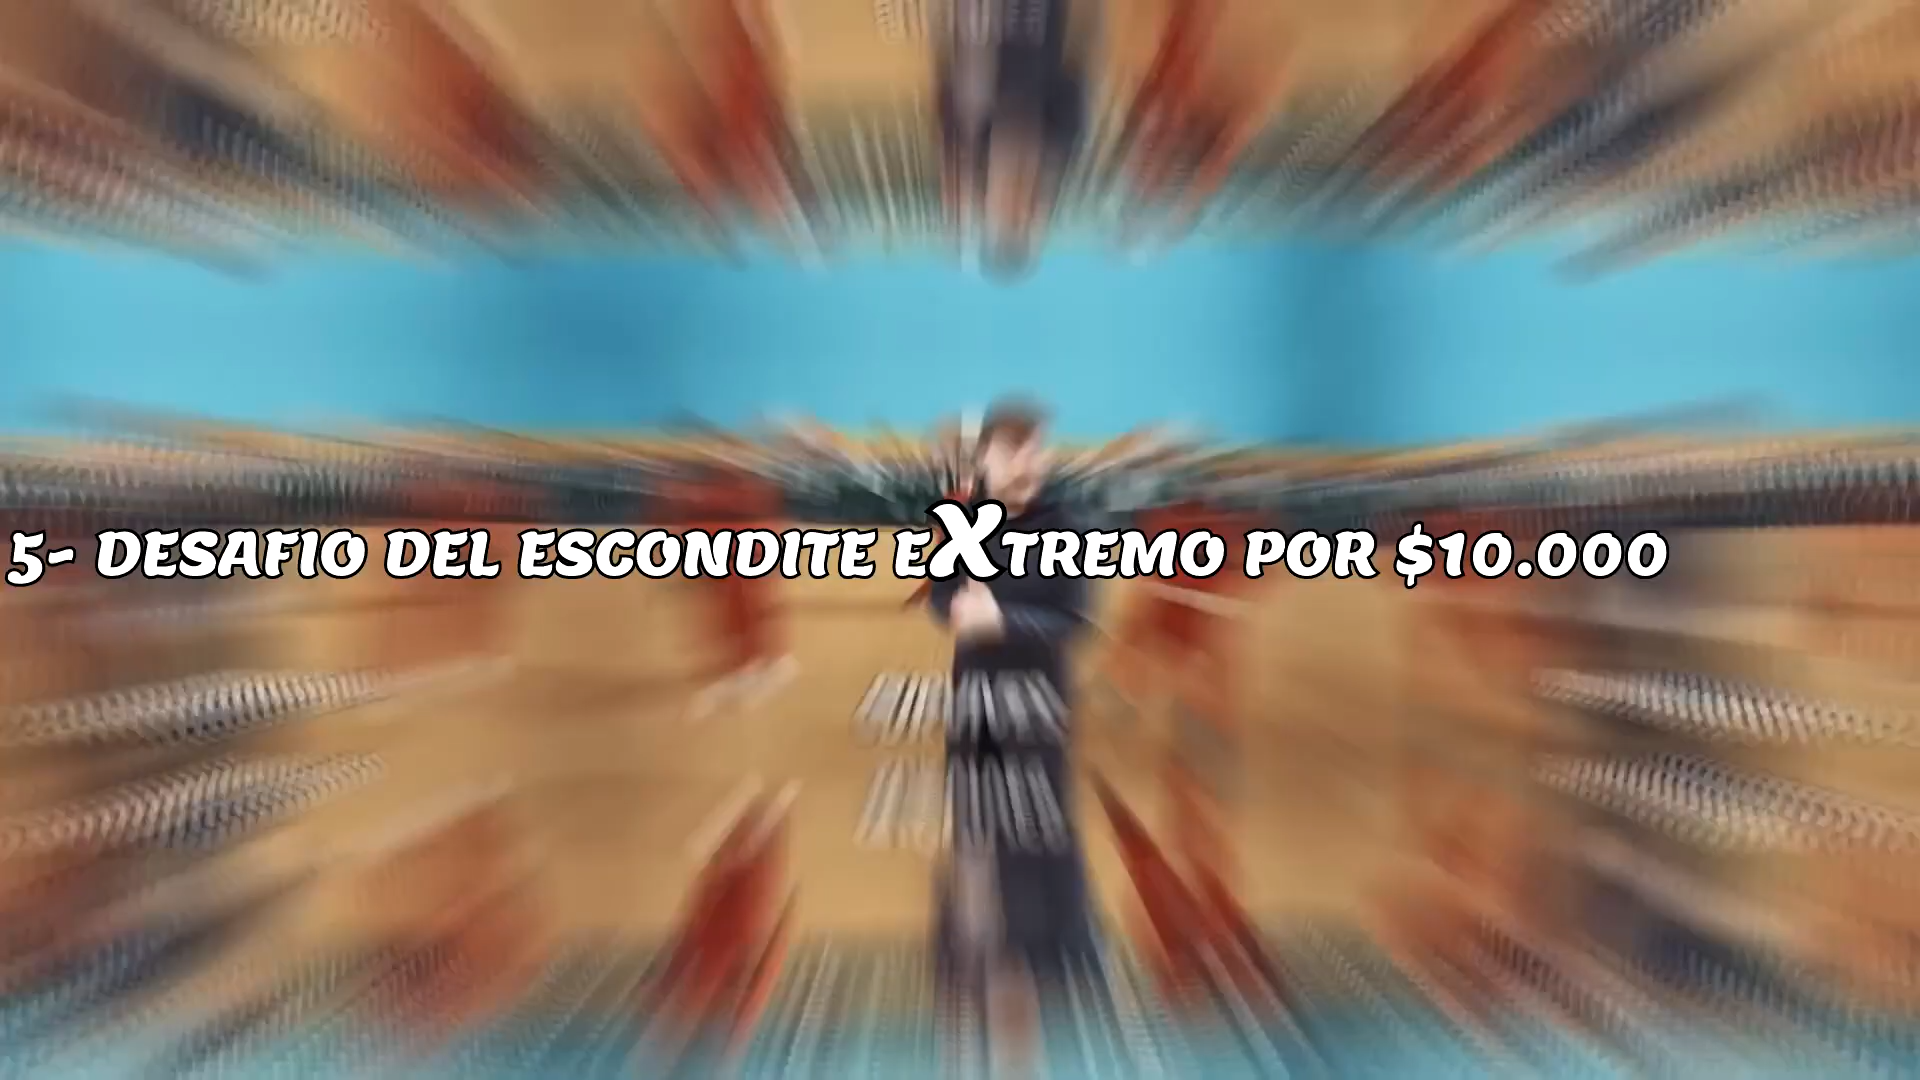 5- DESAFIO DEL ESCONDITE EXTREMO POR $10.000